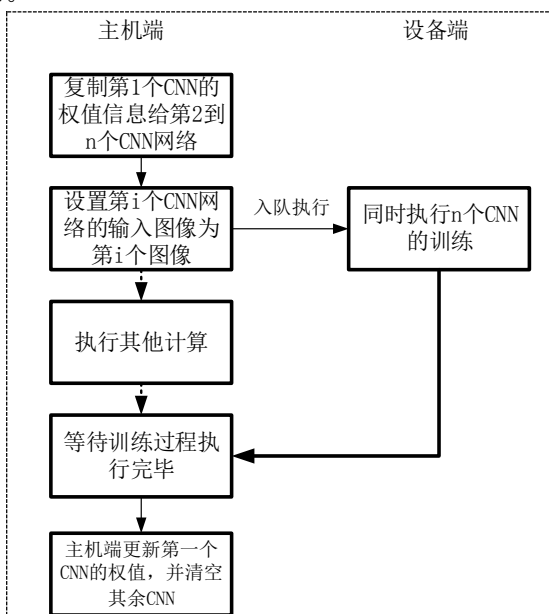 主机端
设备端
复制第1个CNN的
权值信息给第2到
n个CNN网络
设置第i个CNN网
络的输入图像为
第i个图像
入队执行
同时执行n个CNN
的训练
执行其他计算
等待训练过程执
行完毕
主机端更新第一个
CNN的权值，并清空
其余CNN